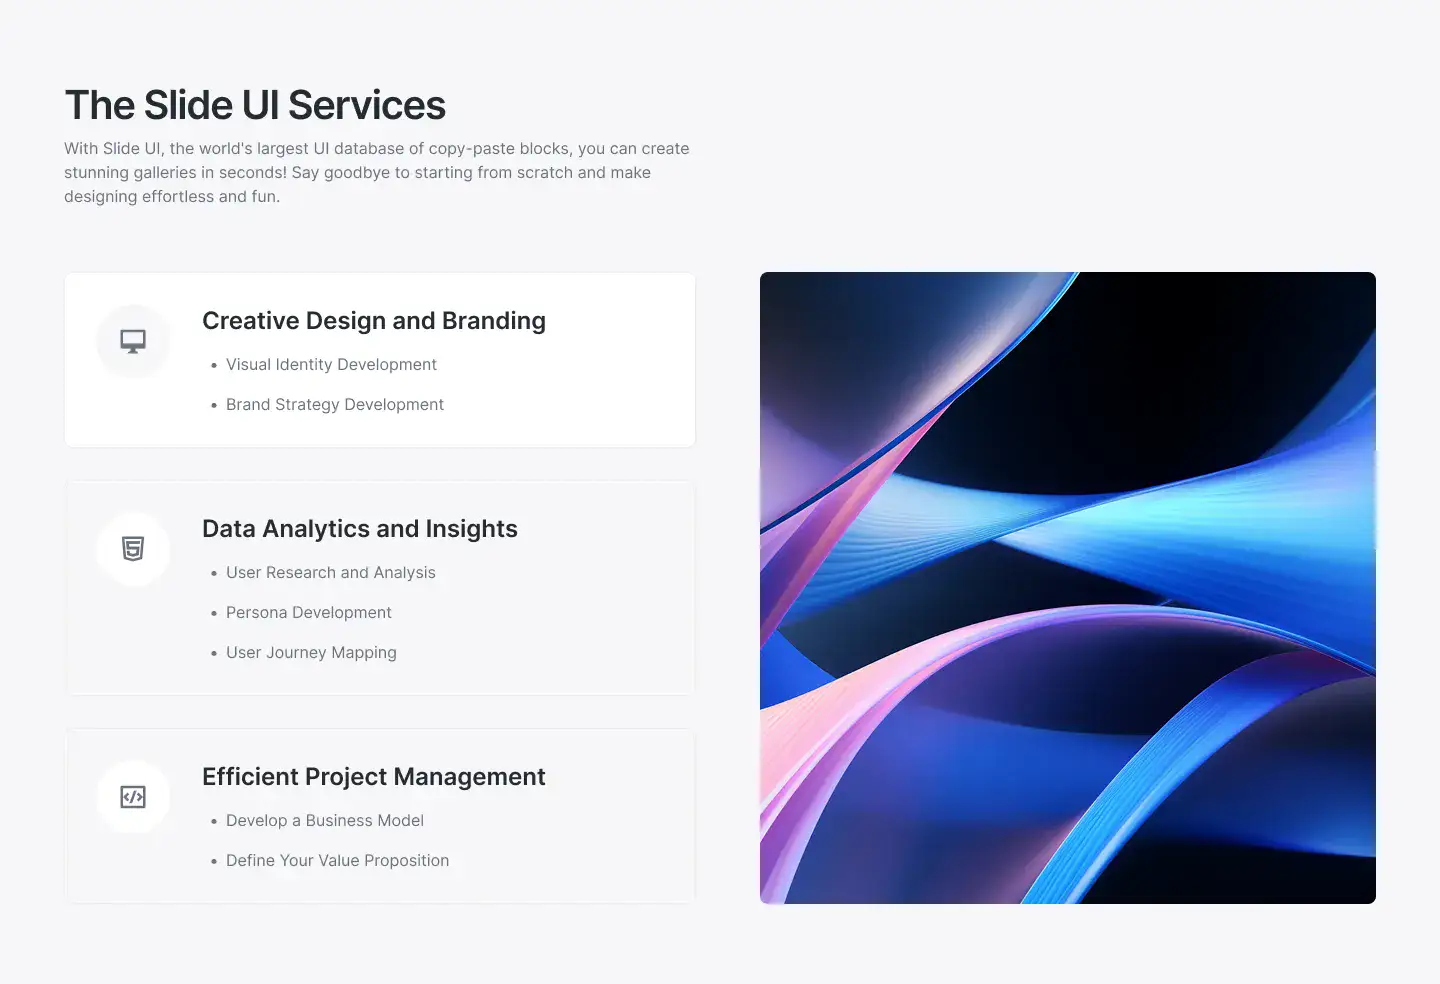 The Slide UI Services
With Slide UI, the world's largest UI database of copy-paste blocks, you can create
stunning galleries in seconds! Say goodbye to starting from scratch and make
designing effortless and fun.
Creative Design and Branding
• Visual Identity Development
• Brand Strategy Development
Data Analytics and Insights
• User Research and Analysis
• Persona Development
• User Journey Mapping
Efficient Project Management
• Develop a Business Model
• Define Your Value Proposition